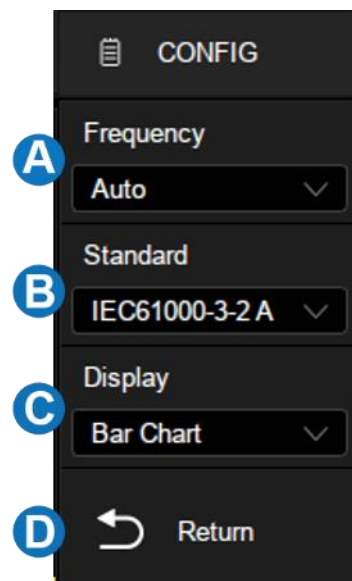 CONFIG
Frequency
A
Auto
Standard
B
IEC61000-3-2 A
Display
C
Bar Chart
D
Return